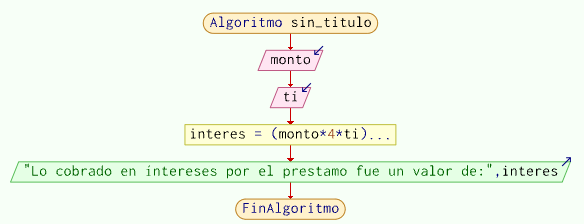 Algoritmo sin_titulo
monto
ti
interes = (monto*4*ti)...
"Lo cobrado en intereses por el prestamo fue un valor de:",interes
FinAlgoritmo